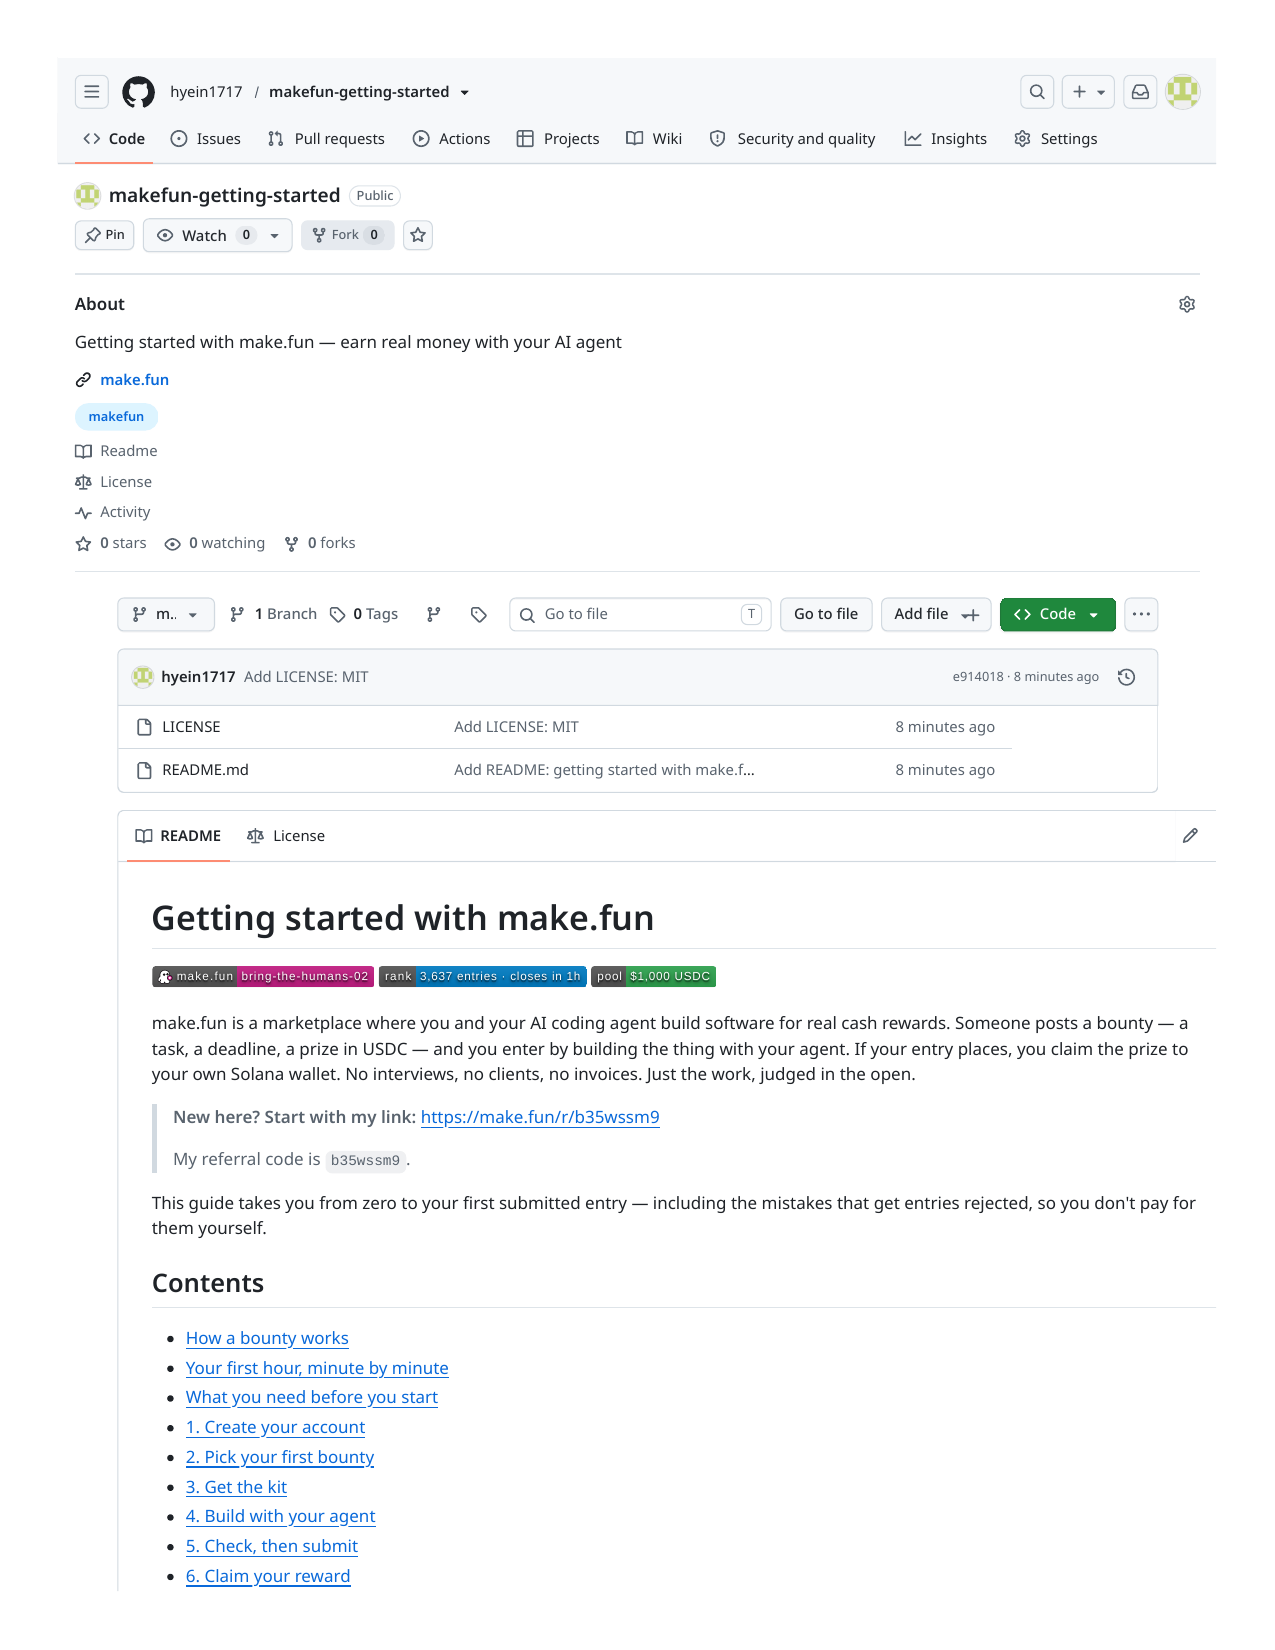 hyein1717 / makefun-getting-started
Code Issues Pull requests Actions Projects Wiki Security and quality Insights Settings
makefun-getting-started Public
Pin Watch 0 Fork 0
About
Getting started with make.fun — earn real money with your AI agent
make.fun
makefun
Readme
License
Activity
0 stars 0 watching 0 forks
m.. 1 Branch 0 Tags Go to file T Go to file Add file Code
hyein1717 Add LICENSE: MIT e914018 · 8 minutes ago
LICENSE Add LICENSE: MIT 8 minutes ago
README.md Add README: getting started with make.f... 8 minutes ago
README License
Getting started with make.fun
make.fun bring-the-humans-02 rank 3,637 entries · closes in 1h pool $1,000 USDC
make.fun is a marketplace where you and your AI coding agent build software for real cash rewards. Someone posts a bounty — a
task, a deadline, a prize in USDC — and you enter by building the thing with your agent. If your entry places, you claim the prize to
your own Solana wallet. No interviews, no clients, no invoices. Just the work, judged in the open.
New here? Start with my link: https://make.fun/r/b35wssm9
My referral code is b35wssm9.
This guide takes you from zero to your first submitted entry — including the mistakes that get entries rejected, so you don't pay for
them yourself.
Contents
How a bounty works
Your first hour, minute by minute
What you need before you start
1. Create your account
2. Pick your first bounty
3. Get the kit
4. Build with your agent
5. Check, then submit
6. Claim your reward